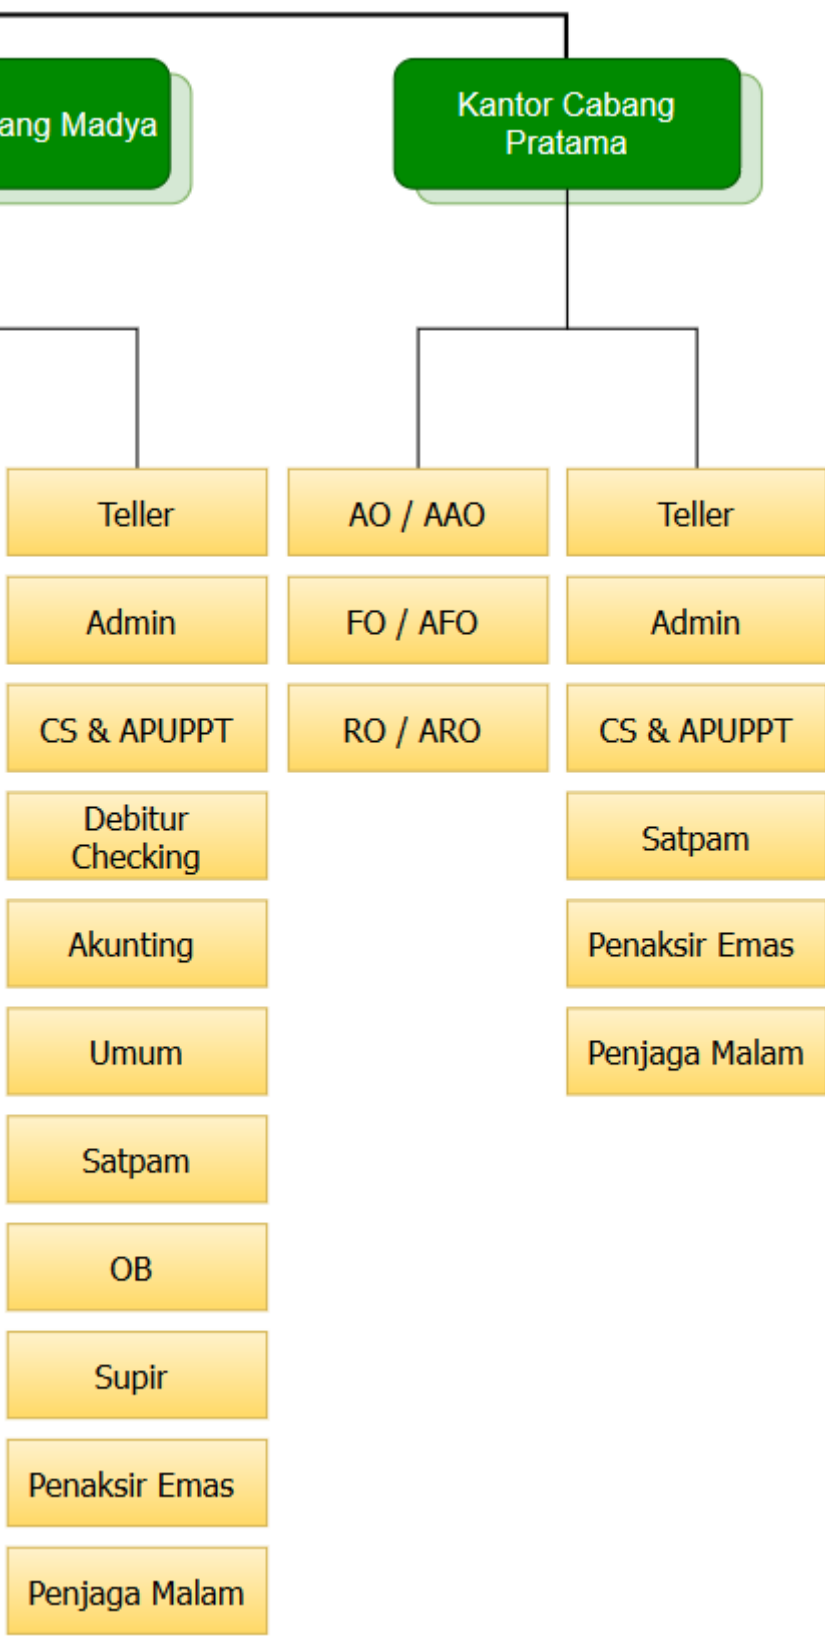 ang Madya
Kantor Cabang
Pratama
Teller
Admin
CS & APUPPT
Debitur
Checking
Akunting
Umum
Satpam
OB
Supir
Penaksir Emas
Penjaga Malam
AO / AAO
FO / AFO
RO / ARO
Teller
Admin
CS & APUPPT
Satpam
Penaksir Emas
Penjaga Malam